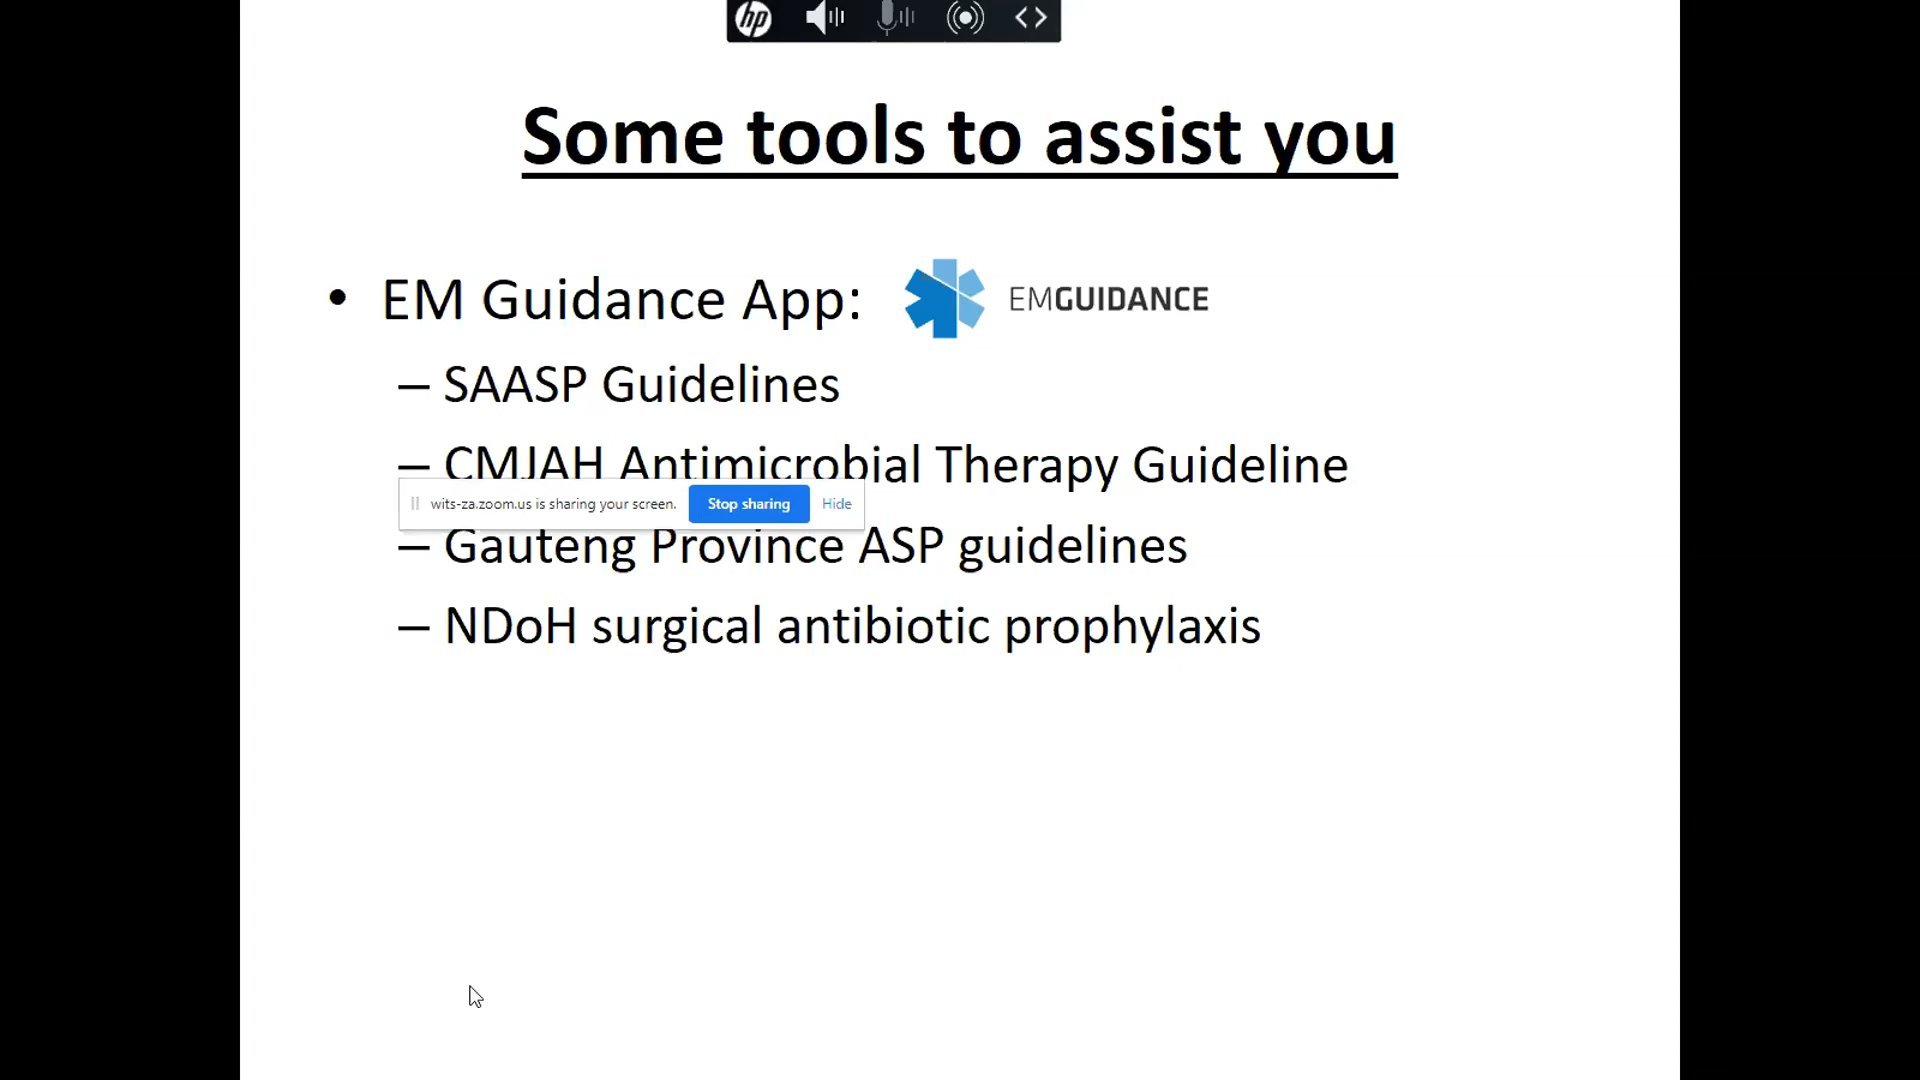 hp
Some tools to assist you
• EM Guidance App:
EMGUIDANCE
– SAASP Guidelines
– CMJAH Antimicrobial Therapy Guideline
wits-za.zoom.us is sharing your screen. Stop sharing Hide
– Gauteng Province ASP guidelines
– NDoH surgical antibiotic prophylaxis